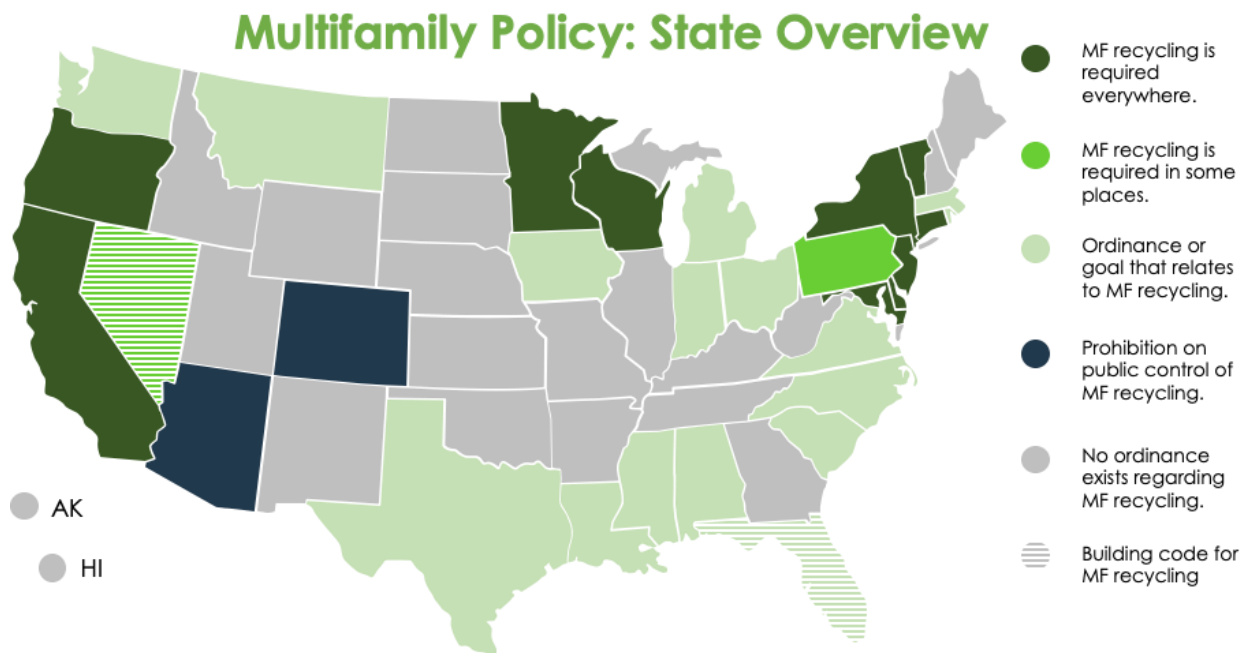 Multifamily Policy: State Overview
MF recycling is
required
everywhere.
MF recycling is
required in some
places.
Ordinance or
goal that relates
to MF recycling.
Prohibition on
public control of
MF recycling.
No ordinance
exists regarding
MF recycling.
Building code for
MF recycling
AK
HI